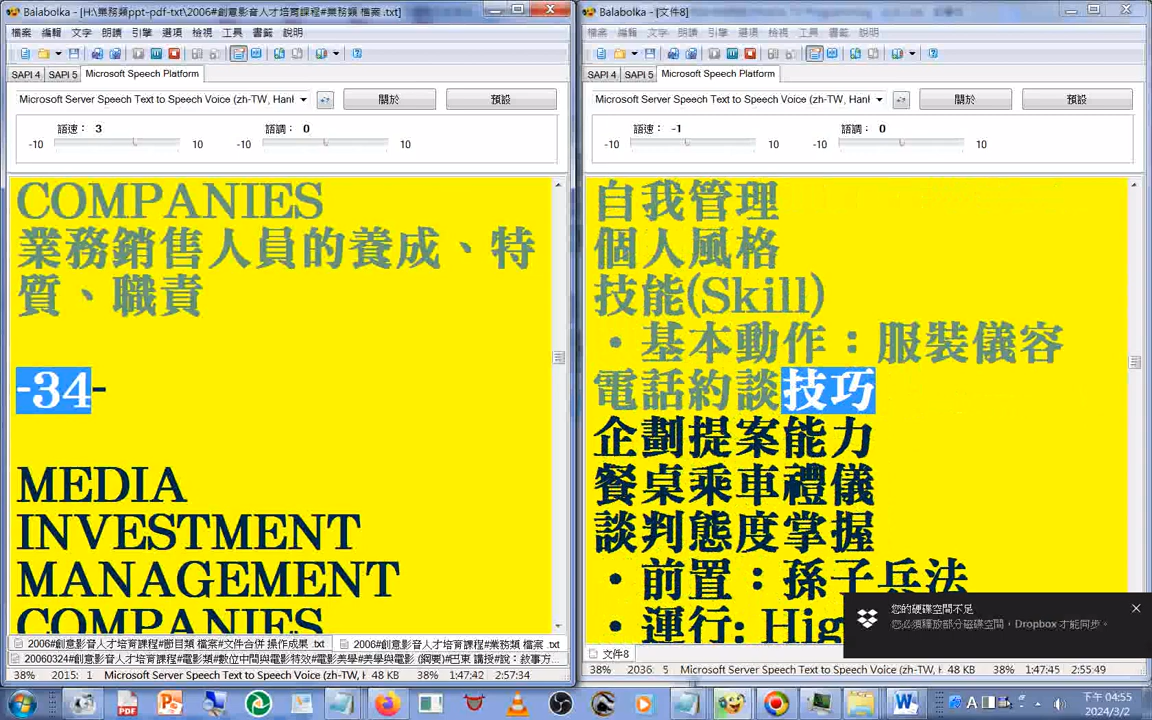 Balabolka - [H:\業務類ppt-pdf-txt\2006#創意影音人才培育課程#業務類 檔案 .txt]
檔案 編輯 文字 朗讀 引擎 選項 檢視 工具 書籤 說明
SAPI 4 SAPI 5 Microsoft Speech Platform
Microsoft Server Speech Text to Speech Voice (zh-TW, Hanl
關於 預設
語速： 3 語調： 0
-10 10 -10 10
COMPANIES
業務銷售人員的養成、特
質、職責
-34-
MEDIA
INVESTMENT
MANAGEMENT
COMPANIES
2006#創意影音人才培育課程#節目類 檔案#文件合併 操作成果 .txt 2006#創意影音人才培育課程#業務類 檔案 .txt
20060324#創意影音人才培育課程#電影類#數位中間與電影特效#電影美學#美學與電影 (綱要)#巴東 講授#說：敘事方...
38% 2015: 1 Microsoft Server Speech Text to Speech Voice (zh-TW, H 48 KB 1:47:42 2:57:34
Balabolka - [文件8]
檔案 編輯 文字 朗讀 引擎 選項 檢視 工具 書籤 說明
SAPI 4 SAPI 5 Microsoft Speech Platform
Microsoft Server Speech Text to Speech Voice (zh-TW, Hanl
關於 預設
語速： -1 語調： 0
-10 10 -10 10
自我管理
個人風格
技能(Skill)
•基本動作：服裝儀容
電話約談技巧
企劃提案能力
餐桌乘車禮儀
談判態度掌握
•前置：孫子兵法
•運行: Hig
文件8
38% 2036: 5 Microsoft Server Speech Text to Speech Voice (zh-TW, H 48 KB 1:47:45 2:55:49
您的硬碟空間不足
您必須釋放部分磁碟空間，Dropbox 才能同步。
下午 04:55
2024/3/2